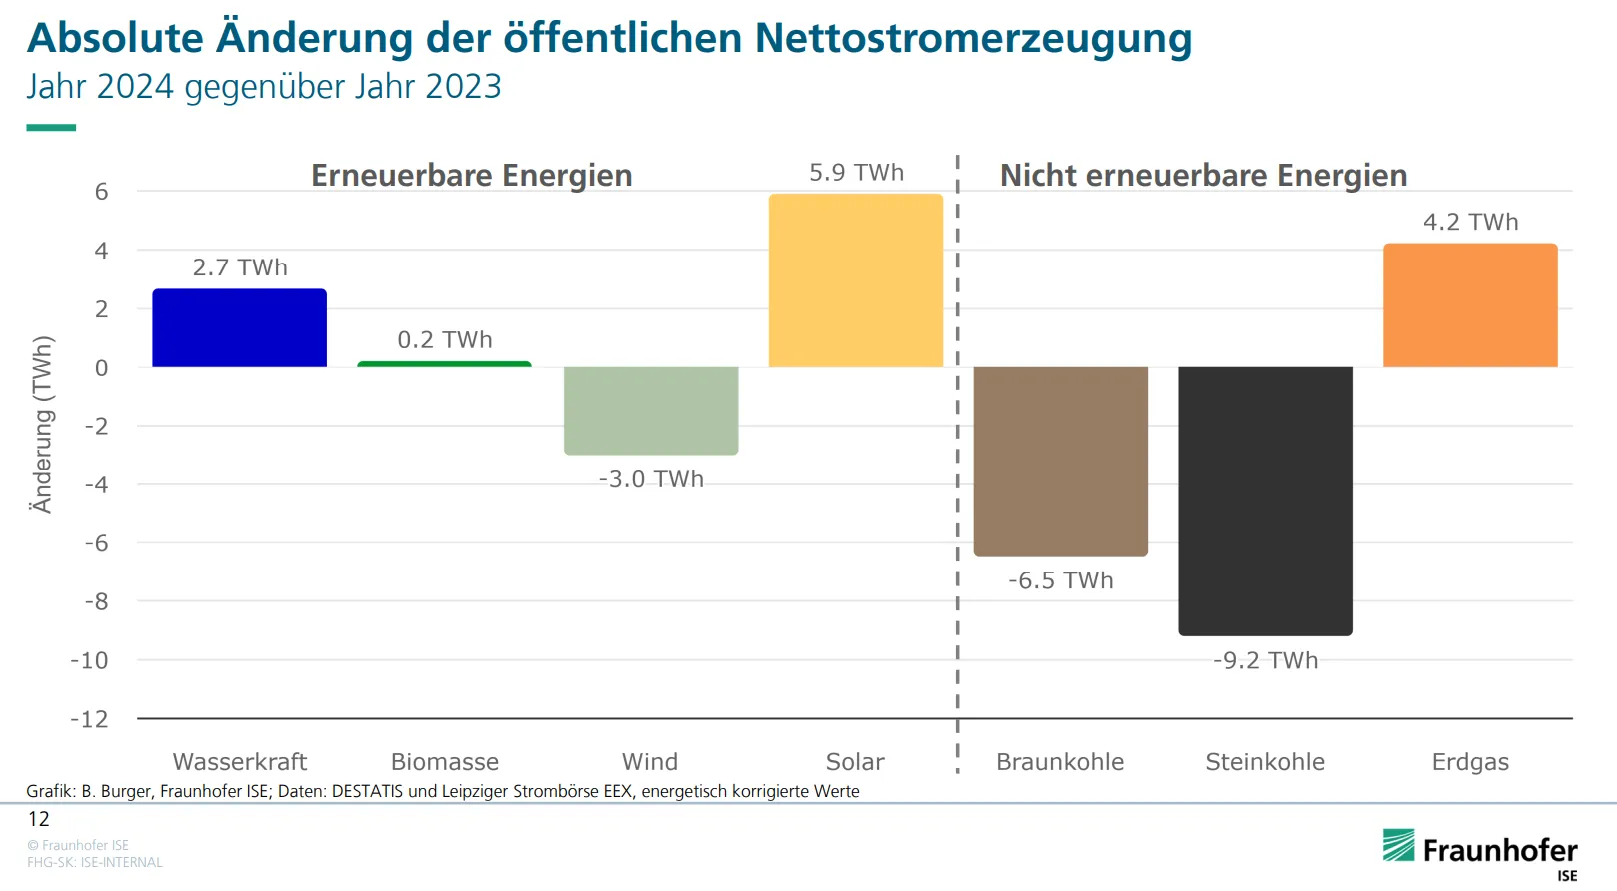 Absolute Änderung der öffentlichen Nettostromerzeugung
Jahr 2024 gegenüber Jahr 2023
Erneuerbare Energien
Nicht erneuerbare Energien
Änderung (TWh)
6
4
2
0
-2
-4
-6
-8
-10
-12
2.7 TWh
0.2 TWh
-3.0 TWh
5.9 TWh
-6.5 TWh
-9.2 TWh
4.2 TWh
Wasserkraft Biomasse Wind Solar Braunkohle Steinkohle Erdgas
Grafik: B. Burger, Fraunhofer ISE; Daten: DESTATIS und Leipziger Strombörse EEX, energetisch korrigierte Werte
12
© Fraunhofer ISE
FHG-SK: ISE-INTERNAL
Fraunhofer
ISE